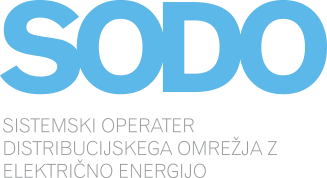 SODO
SISTEMSKI OPERATER
DISTRIBUCIJSKEGA OMREŽJA Z
ELEKTRIČNO ENERGIJO